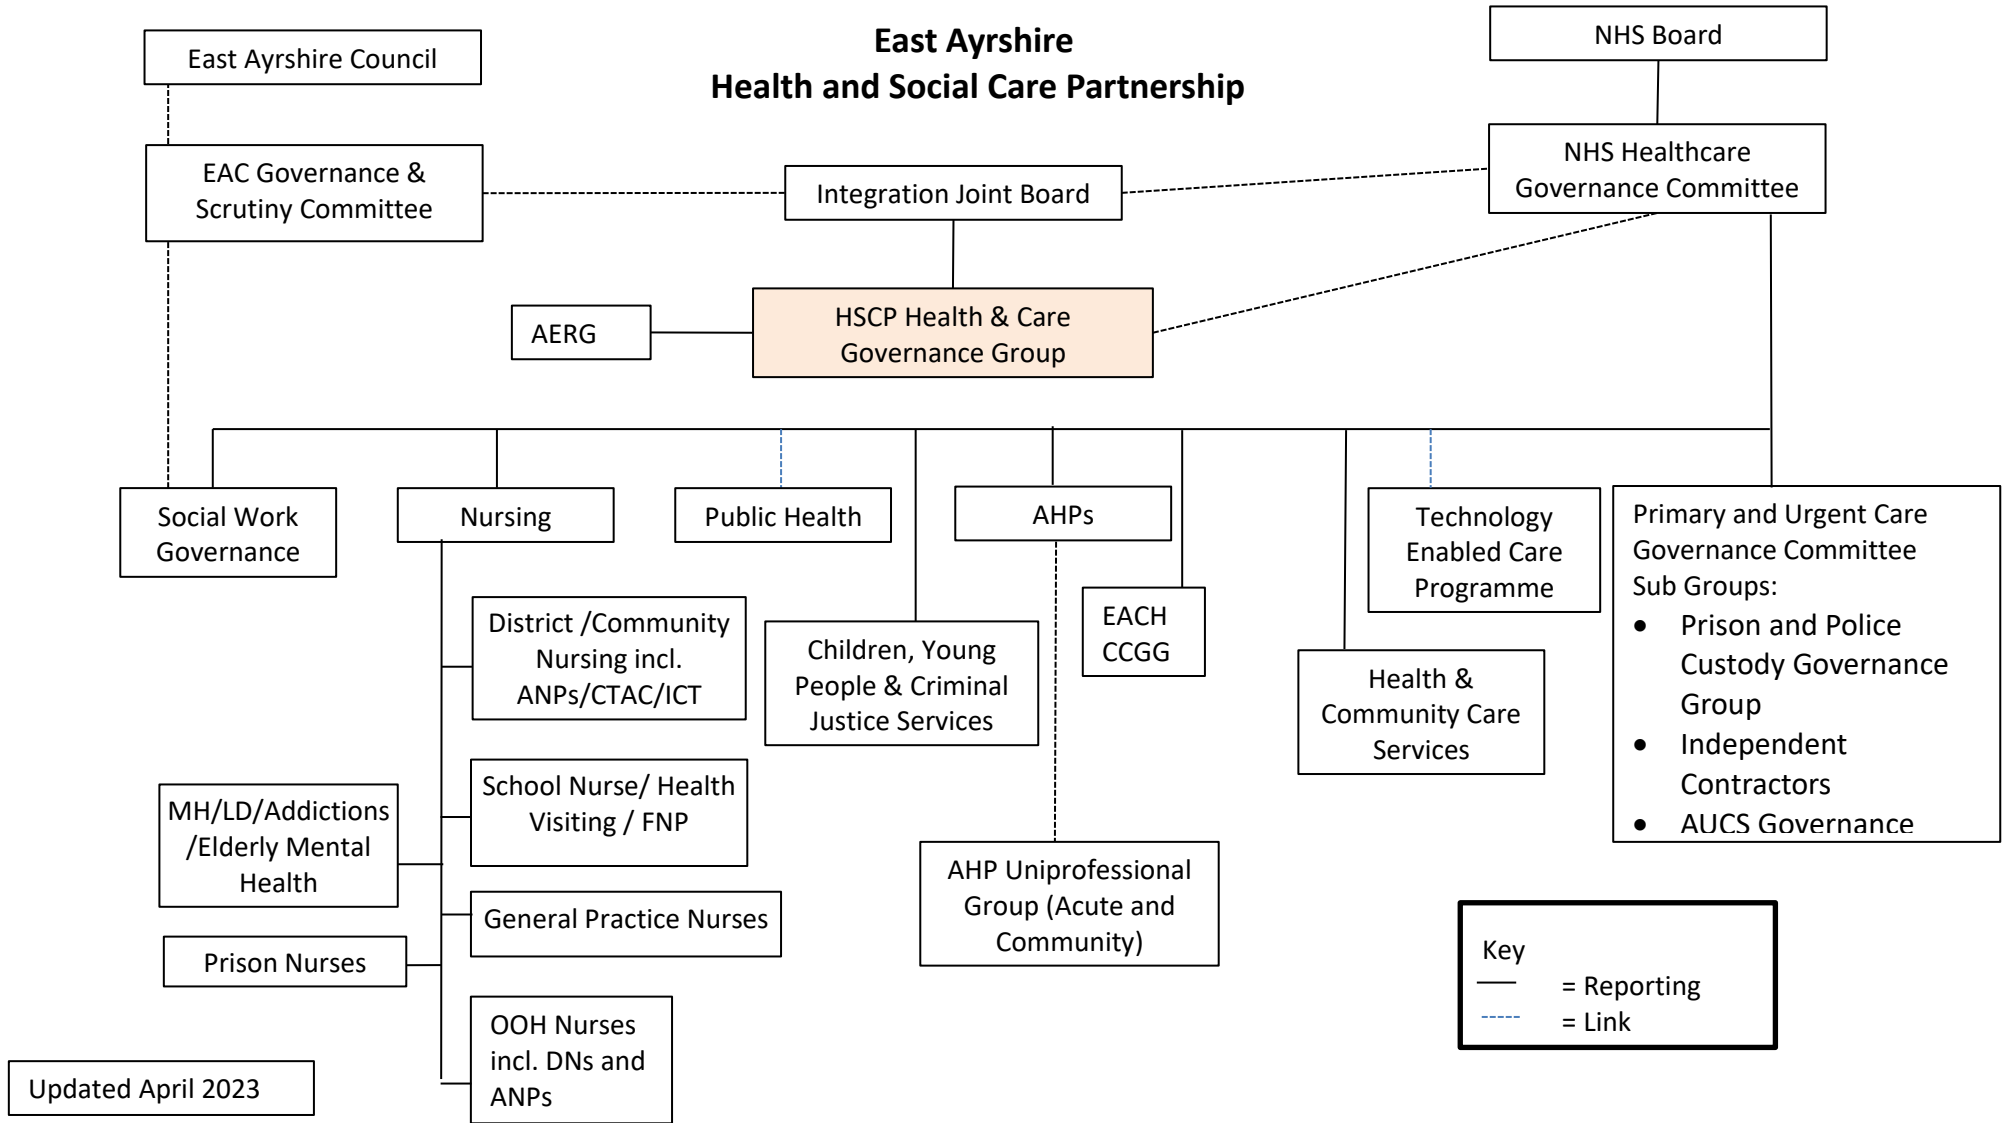 East Ayrshire
Health and Social Care Partnership
East Ayrshire Council
NHS Board
EAC Governance &
Scrutiny Committee
Integration Joint Board
NHS Healthcare
Governance Committee
AERG
HSCP Health & Care
Governance Group
Social Work
Governance
Nursing
Public Health
AHPs
Technology
Enabled Care
Programme
Primary and Urgent Care
Governance Committee
Sub Groups:
• Prison and Police
Custody Governance
Group
• Independent
Contractors
• AUCS Governance
District /Community
Nursing incl.
ANPs/CTAC/ICT
Children, Young
People & Criminal
Justice Services
EACH
CCGG
Health &
Community Care
Services
MH/LD/Addictions
/Elderly Mental
Health
School Nurse/ Health
Visiting / FNP
General Practice Nurses
AHP Uniprofessional
Group (Acute and
Community)
Prison Nurses
OOH Nurses
incl. DNs and
ANPs
Key
= Reporting
= Link
Updated April 2023